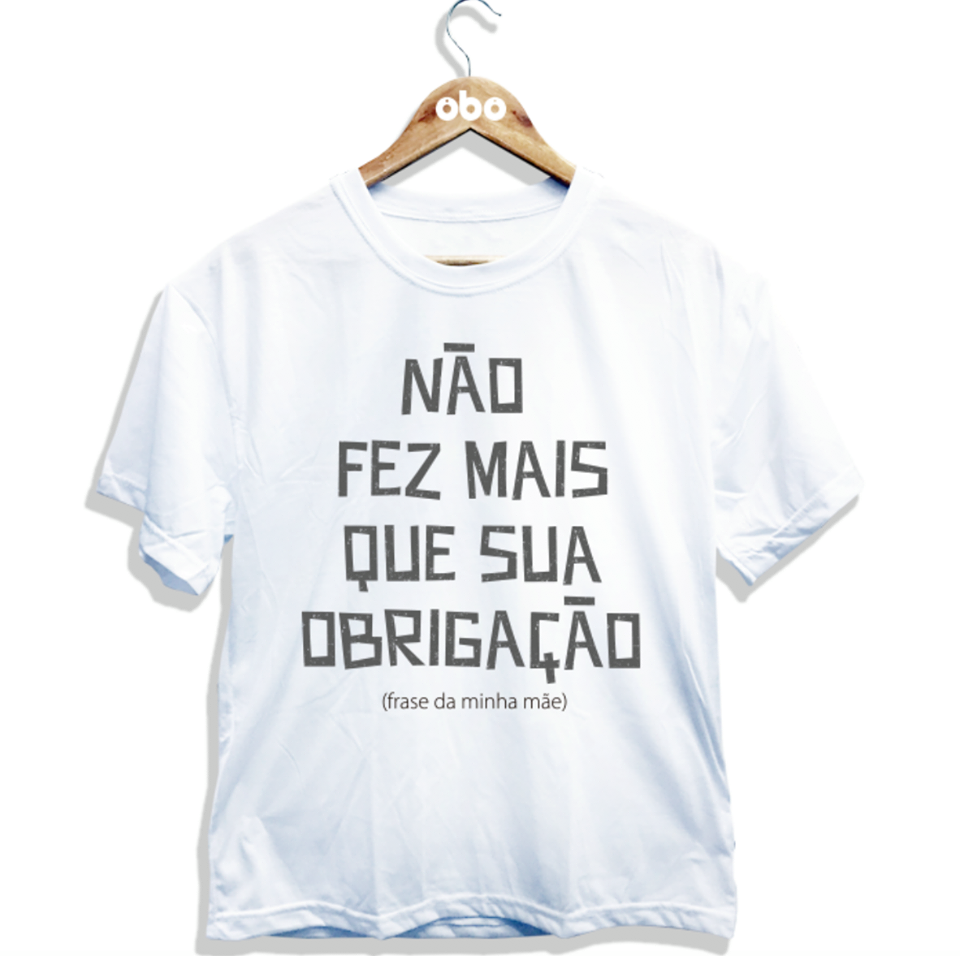 obo
NÃO
FEZ MAIS
QUE SUA
OBRIGAÇÃO
(frase da minha mãe)